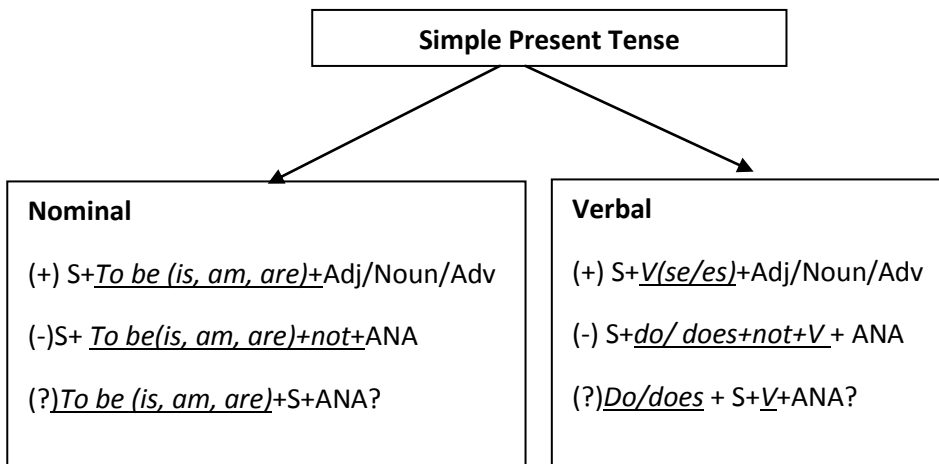 Simple Present Tense
Nominal
(+) S+To be (is, am, are)+Adj/Noun/Adv
(-)S+ To be(is, am, are)+not+ANA
(?)To be (is, am, are)+S+ANA?
Verbal
(+) S+V(se/es)+Adj/Noun/Adv
(-) S+do/ does+not+V + ANA
(?)Do/does + S+V+ANA?